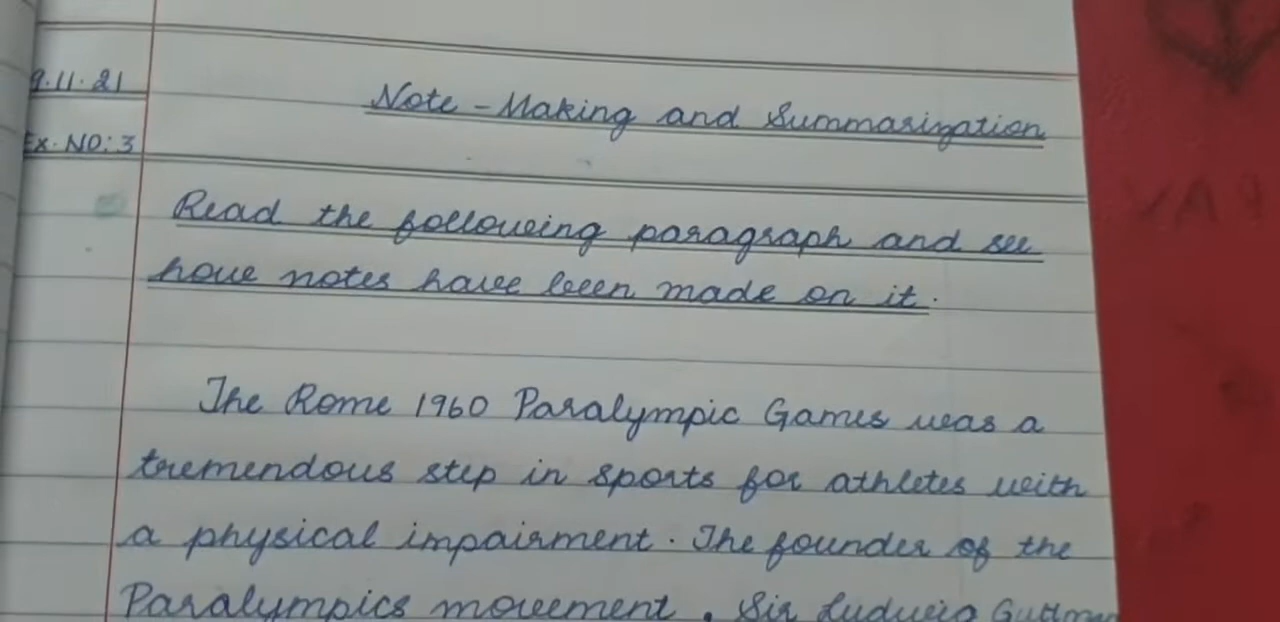 9.11.21
Note - Making and Summarization
Ex. NO: 3
Read the following paragraph and see
how notes have been made on it.
The Rome 1960 Paralympic Games was a
tremendous step in sports for athletes with
a physical impairment. The founder of the
Paralympics movement, Sir Ludwig